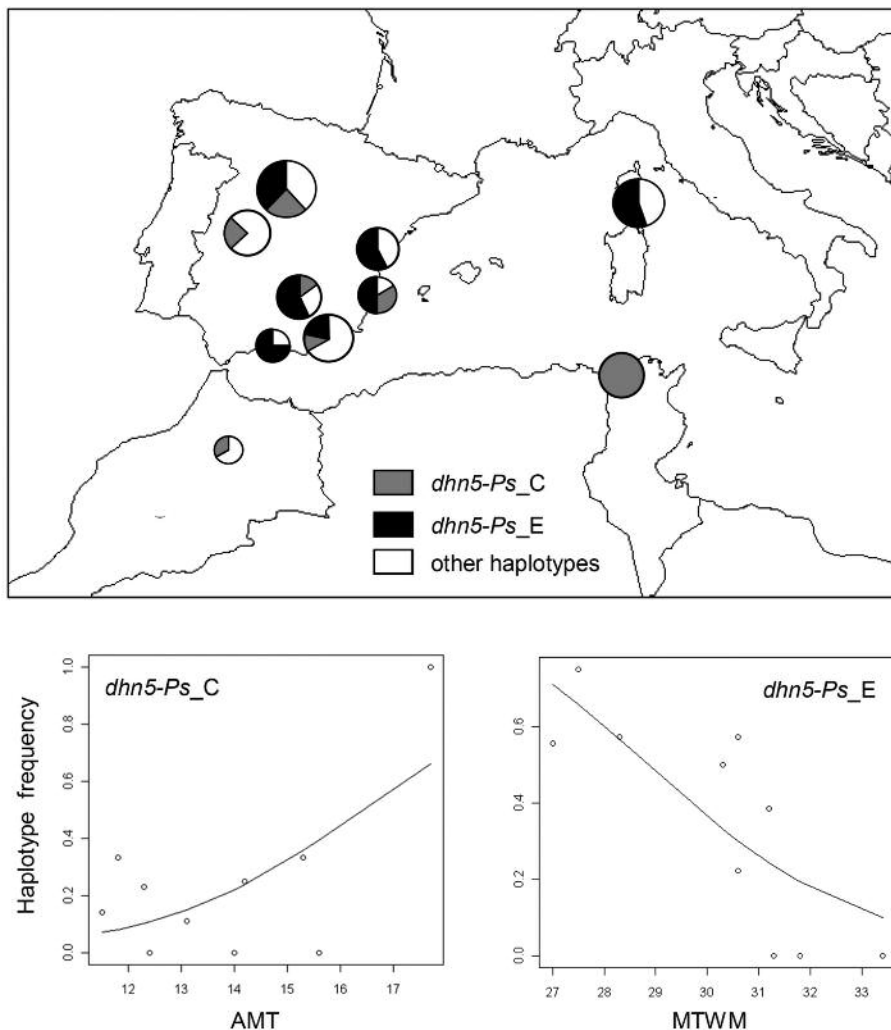 dhn5-Ps_C
dhn5-Ps_E
other haplotypes
dhn5-Ps_C
Haplotype frequency
1.0
0.8
0.6
0.4
0.2
0.0
12 13 14 15 16 17
AMT
dhn5-Ps_E
0.6
0.4
0.2
0.0
27 28 29 30 31 32 33
MTWM